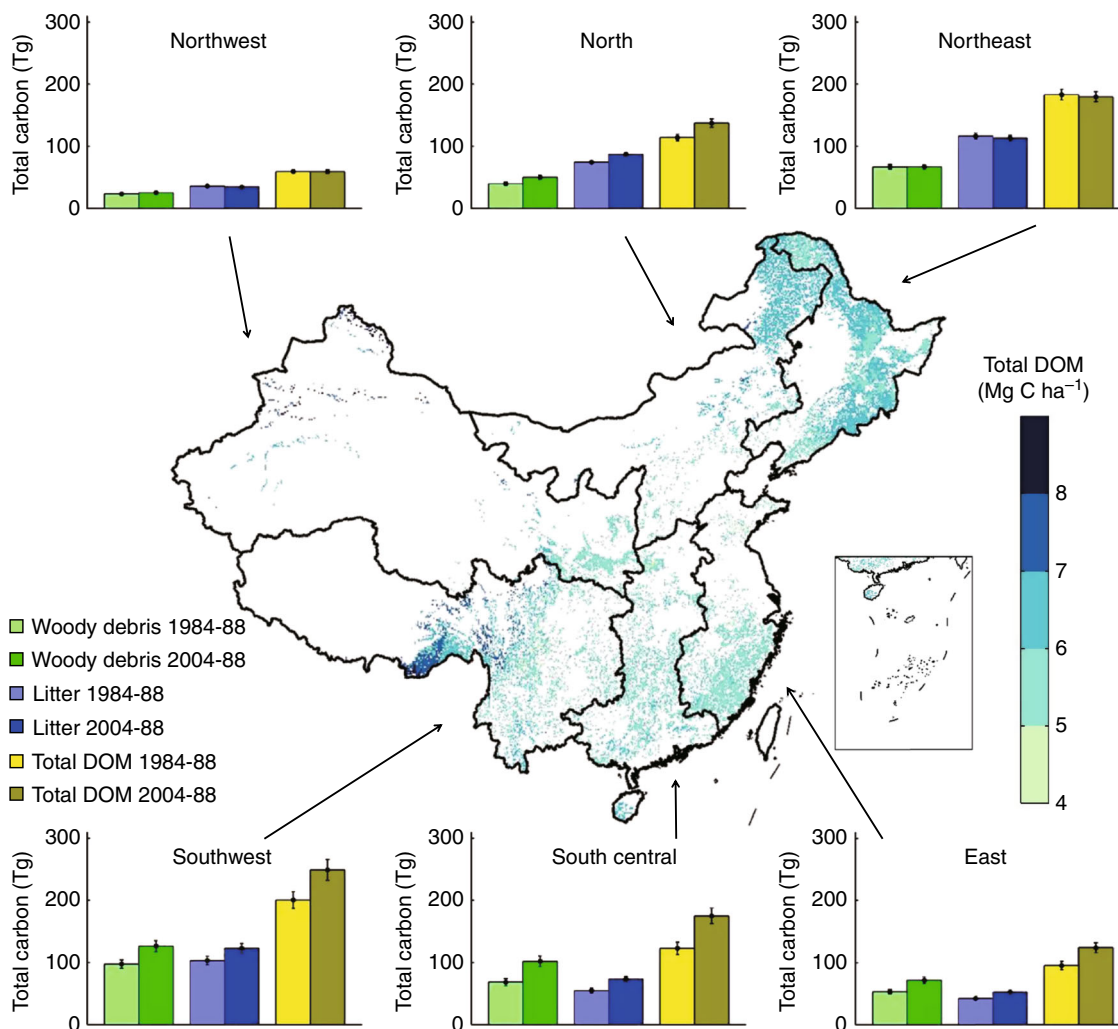 Northwest
Total carbon (Tg)
300
200
100
0
North
Total carbon (Tg)
300
200
100
0
Northeast
Total carbon (Tg)
300
200
100
0
Total DOM
(Mg C ha⁻¹)
8
7
6
5
4
Woody debris 1984-88
Woody debris 2004-88
Litter 1984-88
Litter 2004-88
Total DOM 1984-88
Total DOM 2004-88
Southwest
Total carbon (Tg)
300
200
100
0
South central
Total carbon (Tg)
300
200
100
0
East
Total carbon (Tg)
300
200
100
0